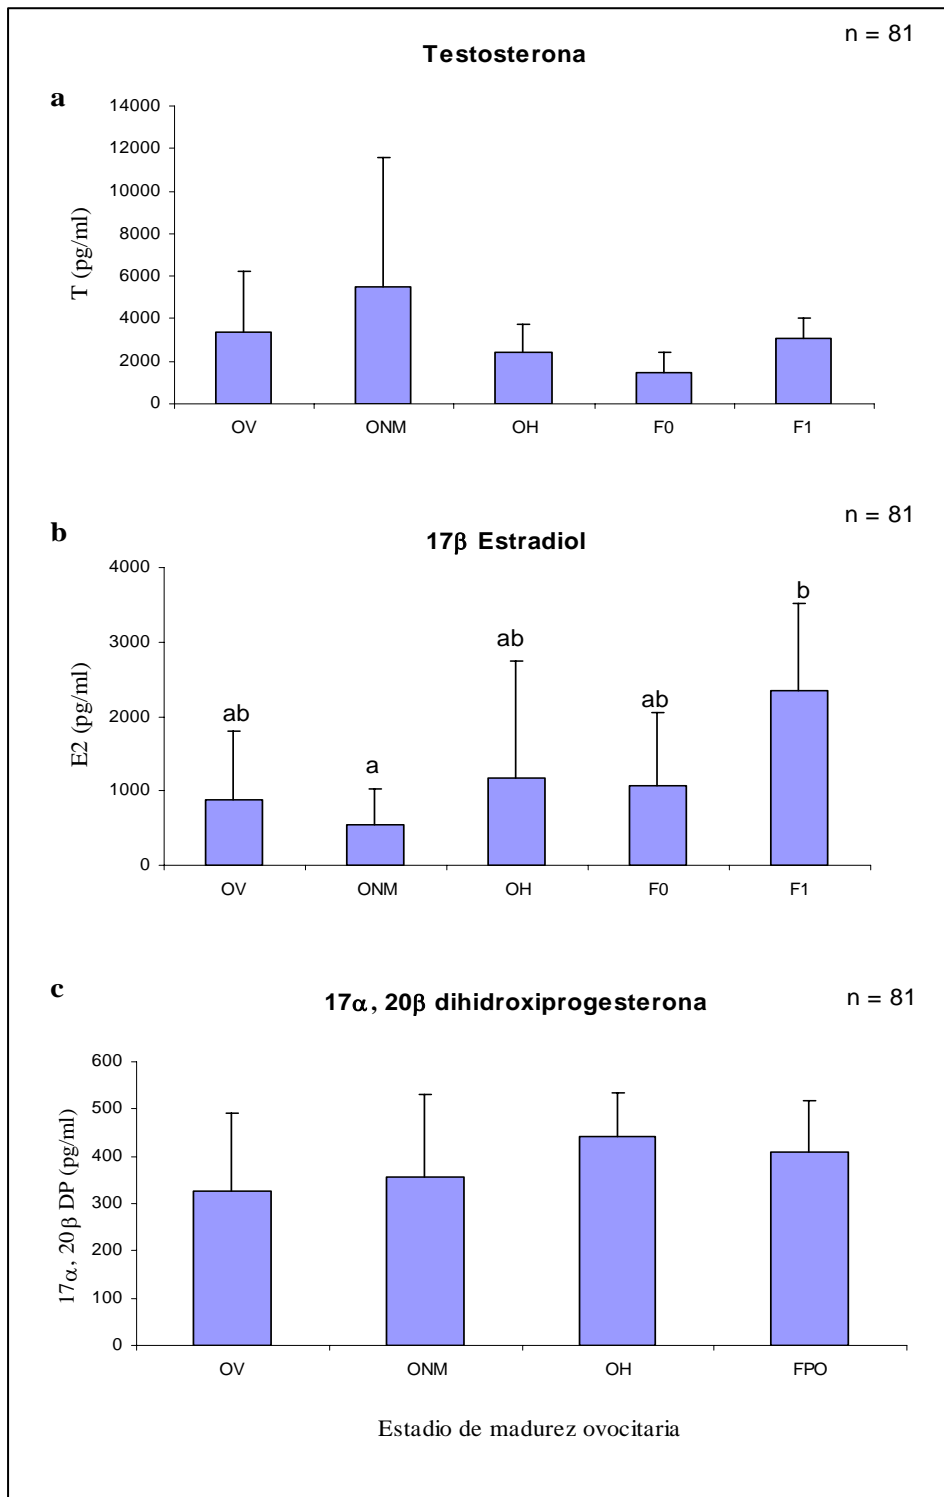 n = 81
Testosterona
a
14000
12000
10000
8000
6000
4000
2000
0
T (pg/ml)
OV ONM OH F0 F1
n = 81
b
17β Estradiol
4000
3000
2000
1000
0
E2 (pg/ml)
ab a ab ab b
OV ONM OH F0 F1
c
17α, 20β dihidroxiprogesterona
n = 81
600
500
400
300
200
100
0
17α, 20β DP (pg/ml)
OV ONM OH FPO
Estadio de madurez ovocitaria